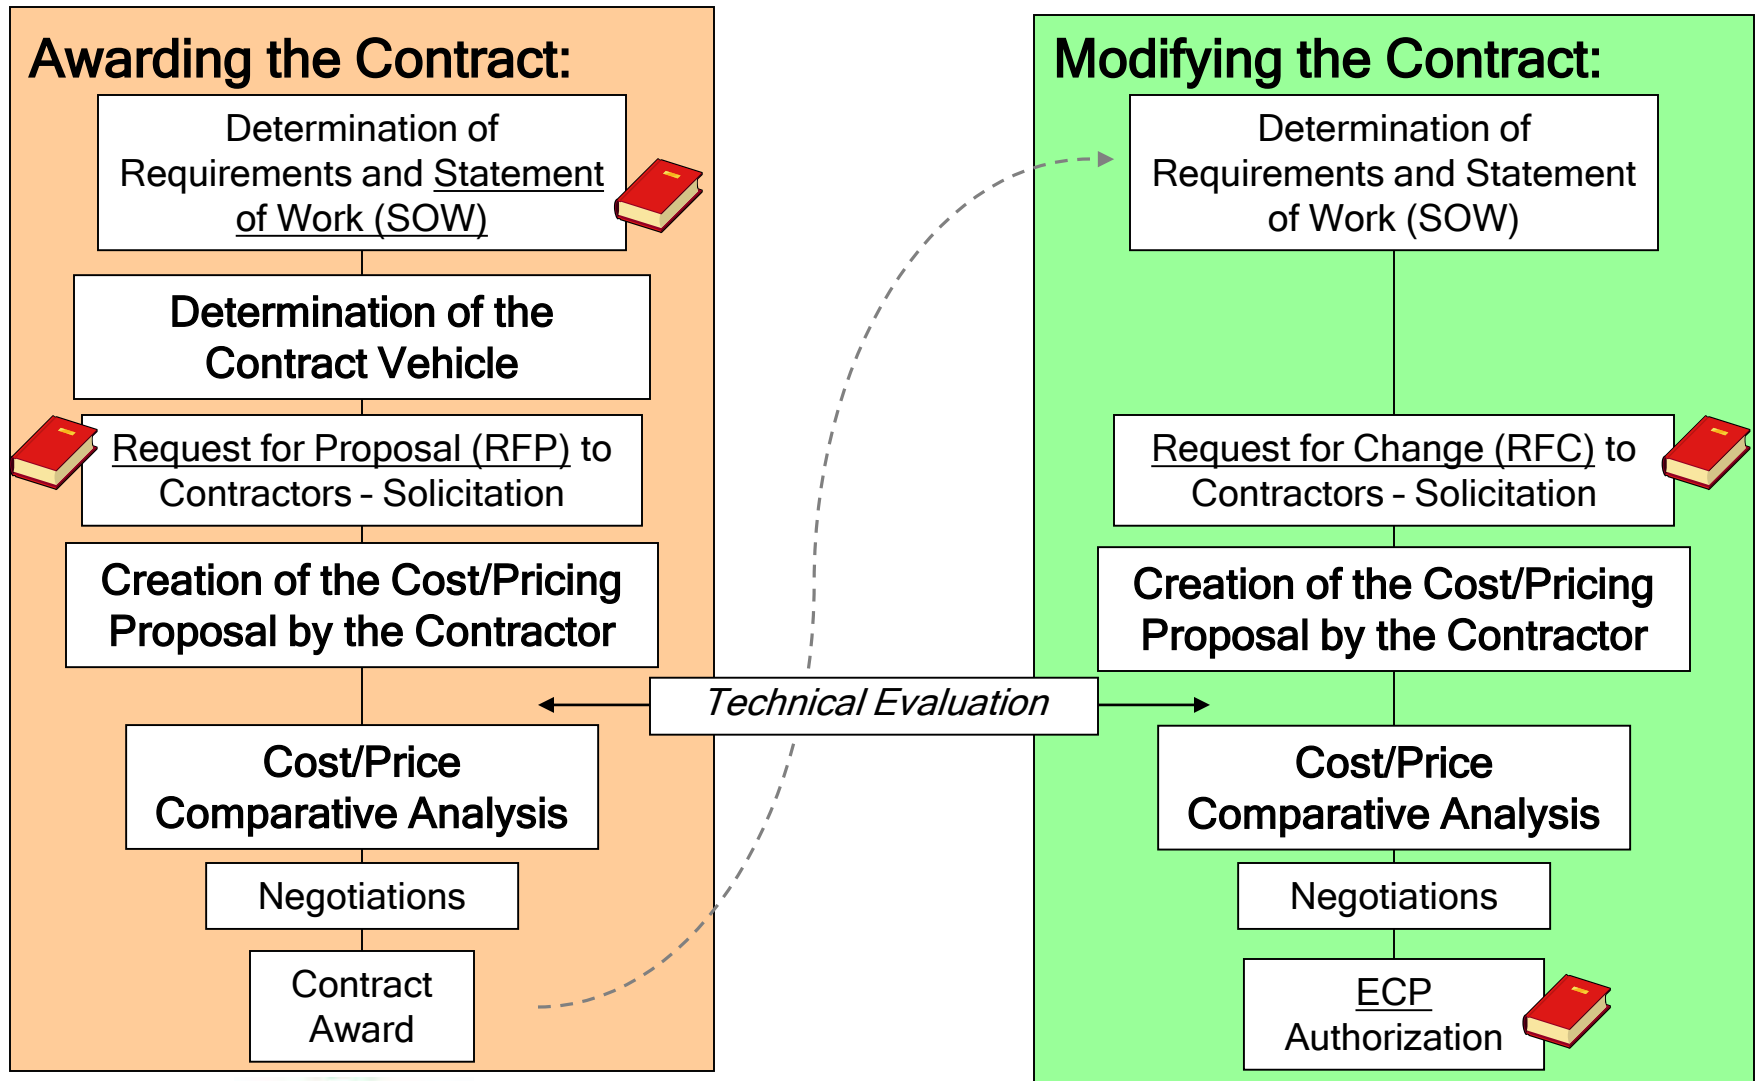 Awarding the Contract:
Determination of
Requirements and Statement
of Work (SOW)
Determination of the
Contract Vehicle
Request for Proposal (RFP) to
Contractors - Solicitation
Creation of the Cost/Pricing
Proposal by the Contractor
Technical Evaluation
Cost/Price
Comparative Analysis
Negotiations
Contract
Award
Modifying the Contract:
Determination of
Requirements and Statement
of Work (SOW)
Request for Change (RFC) to
Contractors - Solicitation
Creation of the Cost/Pricing
Proposal by the Contractor
Cost/Price
Comparative Analysis
Negotiations
ECP
Authorization